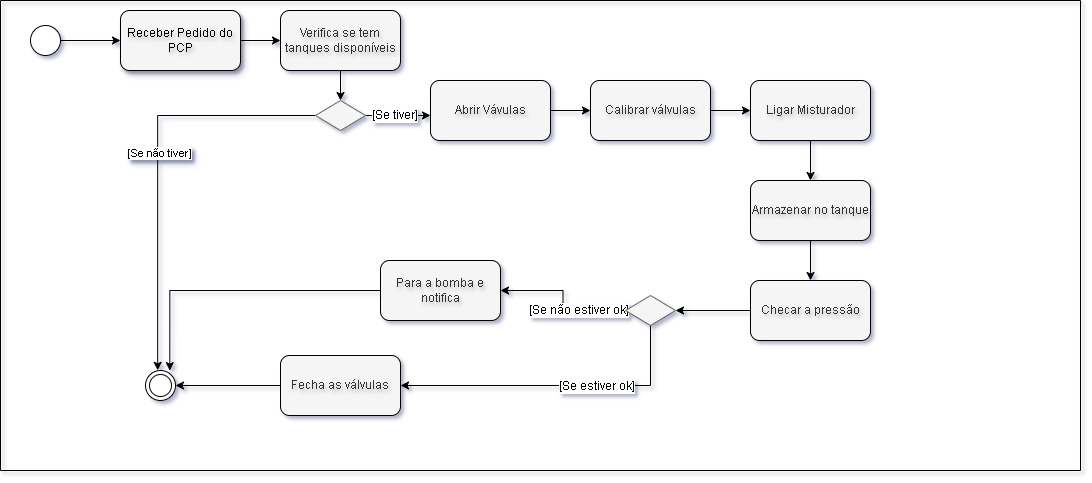 Receber Pedido do
PCP
Verifica se tem
tanques disponíveis
[Se tiver]
Abrir Vávulas
Calibrar válvulas
Ligar Misturador
[Se não tiver]
Armazenar no tanque
Para a bomba e
notifica
[Se não estiver ok]
Checar a pressão
Fecha as válvulas
[Se estiver ok]